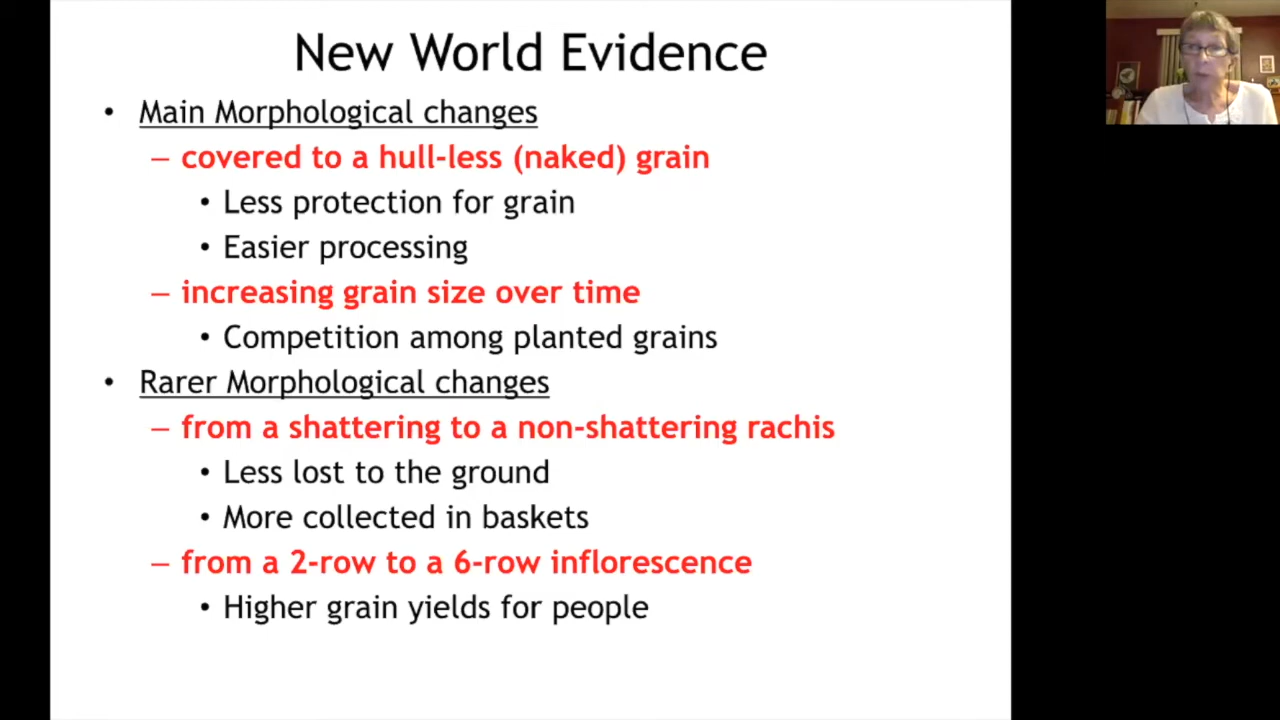 New World Evidence
• Main Morphological changes
– covered to a hull-less (naked) grain
• Less protection for grain
• Easier processing
– increasing grain size over time
• Competition among planted grains
• Rarer Morphological changes
– from a shattering to a non-shattering rachis
• Less lost to the ground
• More collected in baskets
– from a 2-row to a 6-row inflorescence
• Higher grain yields for people